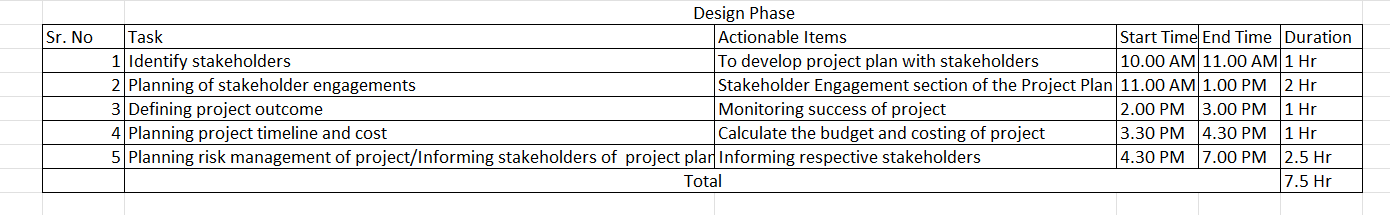 Design Phase
Sr. No Task Actionable Items Start Time End Time Duration
1 Identify stakeholders To develop project plan with stakeholders 10.00 AM 11.00 AM 1 Hr
2 Planning of stakeholder engagements Stakeholder Engagement section of the Project Plan 11.00 AM 1.00 PM 2 Hr
3 Defining project outcome Monitoring success of project 2.00 PM 3.00 PM 1 Hr
4 Planning project timeline and cost Calculate the budget and costing of project 3.30 PM 4.30 PM 1 Hr
5 Planning risk management of project/Informing stakeholders of project plan Informing respective stakeholders 4.30 PM 7.00 PM 2.5 Hr
Total 7.5 Hr